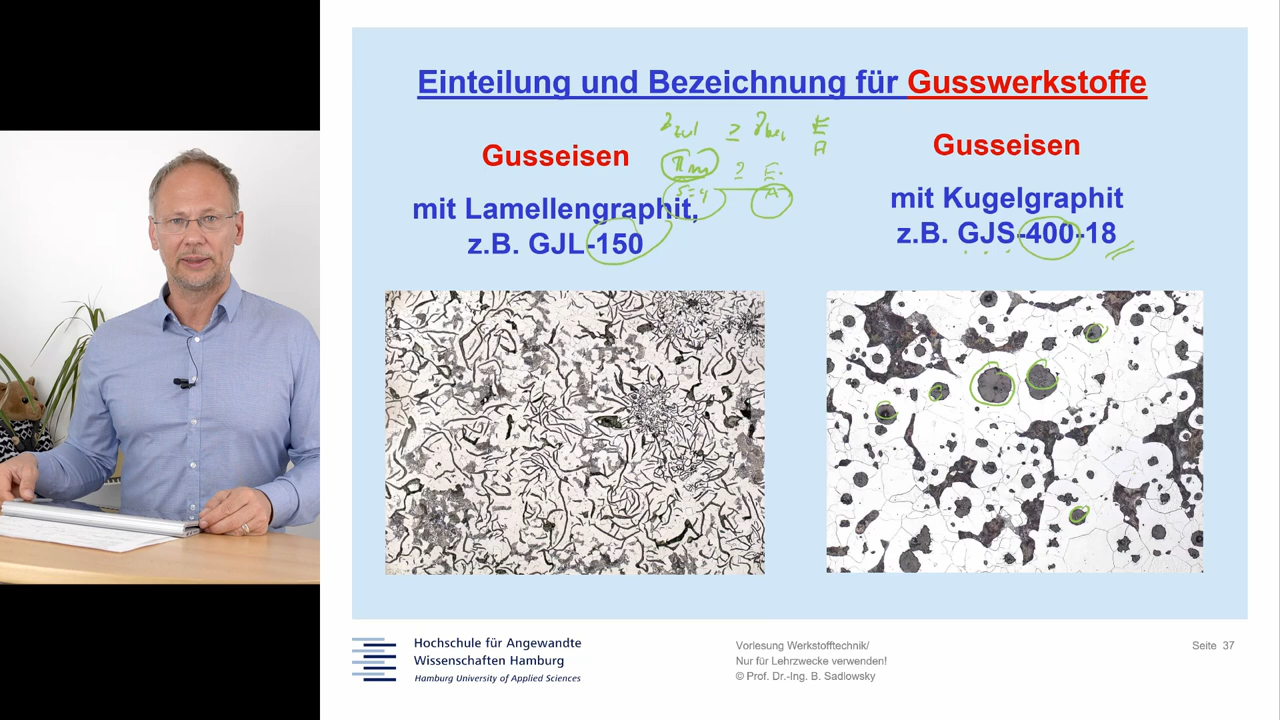 Einteilung und Bezeichnung für Gusswerkstoffe
Gusseisen
mit Lamellengraphit,
z.B. GJL-150
Gusseisen
mit Kugelgraphit
z.B. GJS-400-18
Hochschule für Angewandte
Wissenschaften Hamburg
Hamburg University of Applied Sciences
Vorlesung Werkstofftechnik/
Nur für Lehrzwecke verwenden!
© Prof. Dr.-Ing. B. Sadlowsky
Seite 37